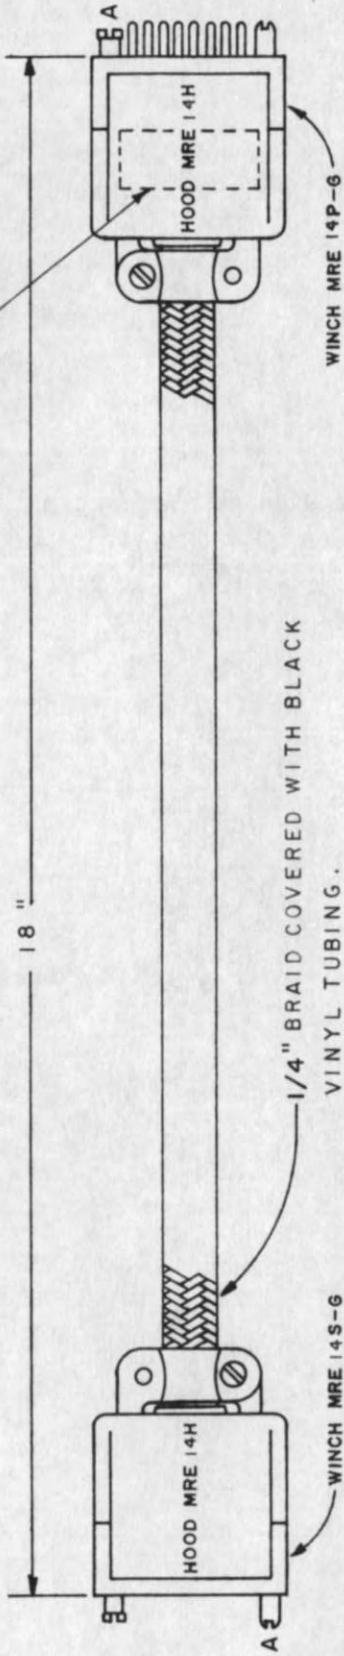 18"
A
HOOD MRE 14H
WINCH MRE 14S-G
1/4" BRAID COVERED WITH BLACK
VINYL TUBING.
HOOD MRE 14H
A
WINCH MRE 14P-G